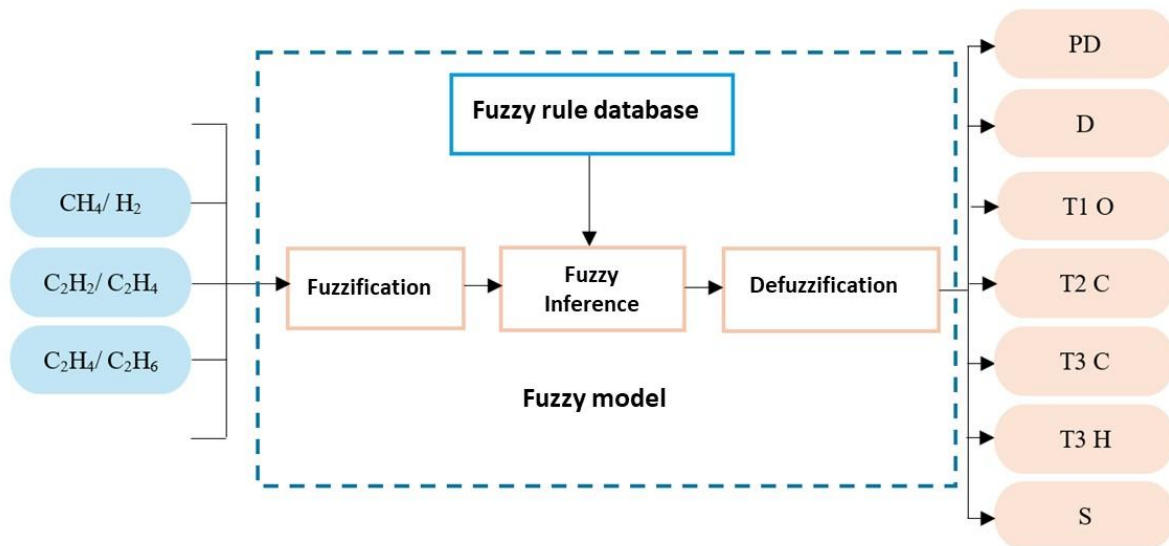 CH₄/ H₂
C₂H₂/ C₂H₄
C₂H₄/ C₂H₆
Fuzzy rule database
Fuzzification
Fuzzy
Inference
Defuzzification
Fuzzy model
PD
D
T1 O
T2 C
T3 C
T3 H
S